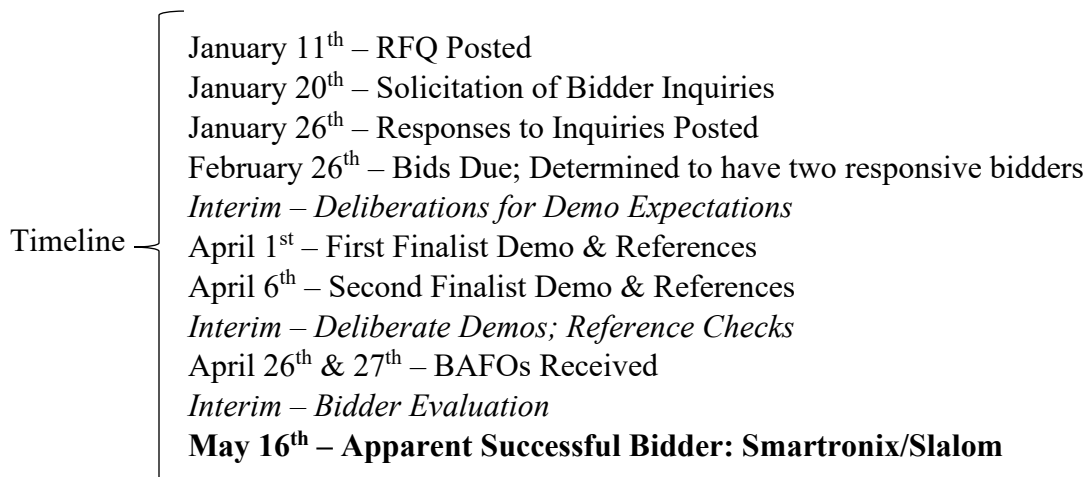 January 11th – RFQ Posted
January 20th – Solicitation of Bidder Inquiries
January 26th – Responses to Inquiries Posted
February 26th – Bids Due; Determined to have two responsive bidders
Interim – Deliberations for Demo Expectations
Timeline
April 1st – First Finalist Demo & References
April 6th – Second Finalist Demo & References
Interim – Deliberate Demos; Reference Checks
April 26th & 27th – BAFOs Received
Interim – Bidder Evaluation
May 16th – Apparent Successful Bidder: Smartronix/Slalom